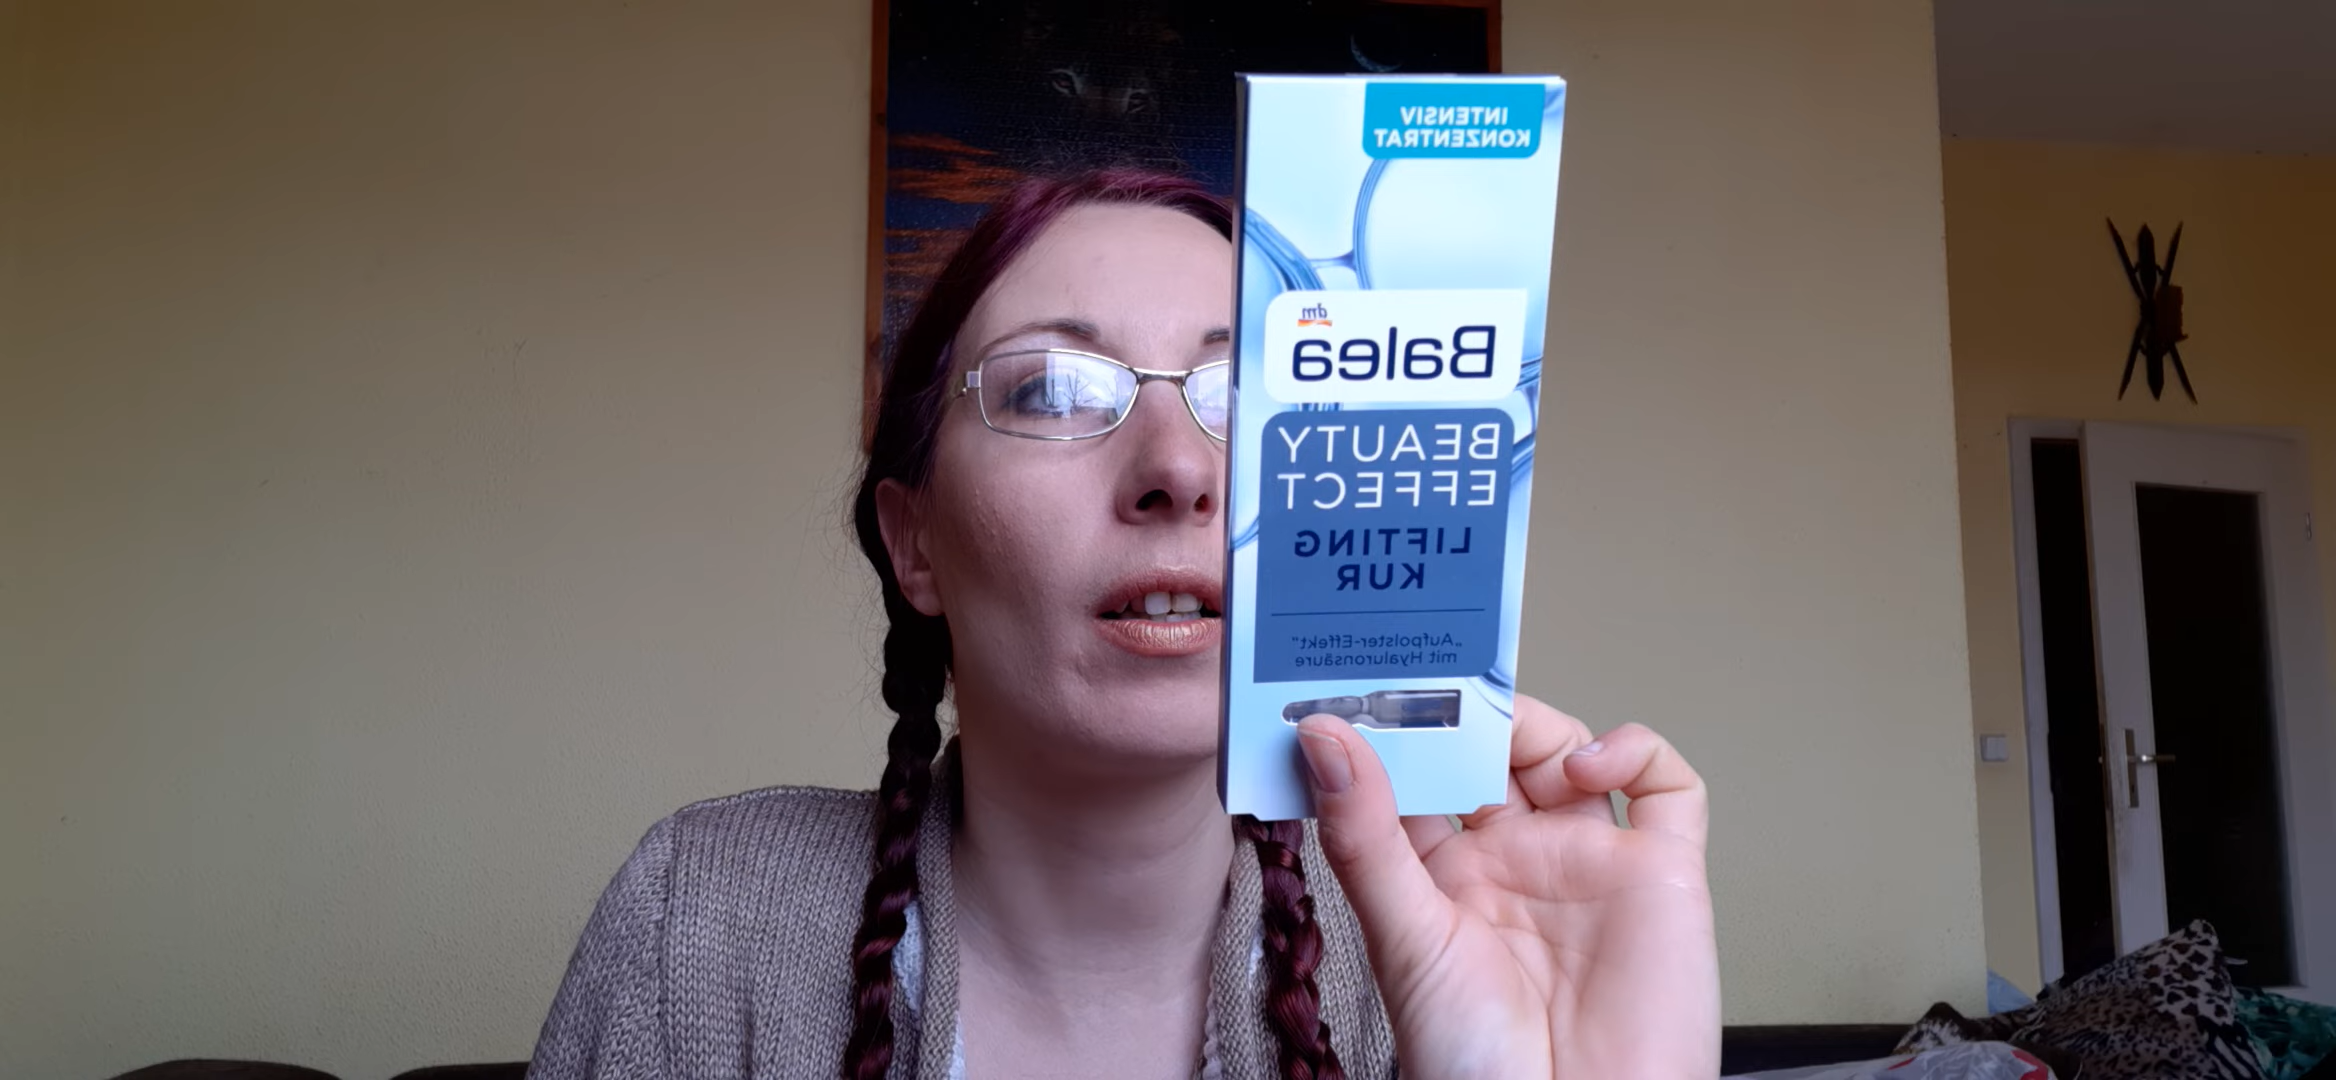 INTENSIV
KONZENTRAT
dm
Balea
BEAUTY
EFFECT
LIFTING
KUR
„Aufpolster-Effekt“
mit Hyaluronsäure